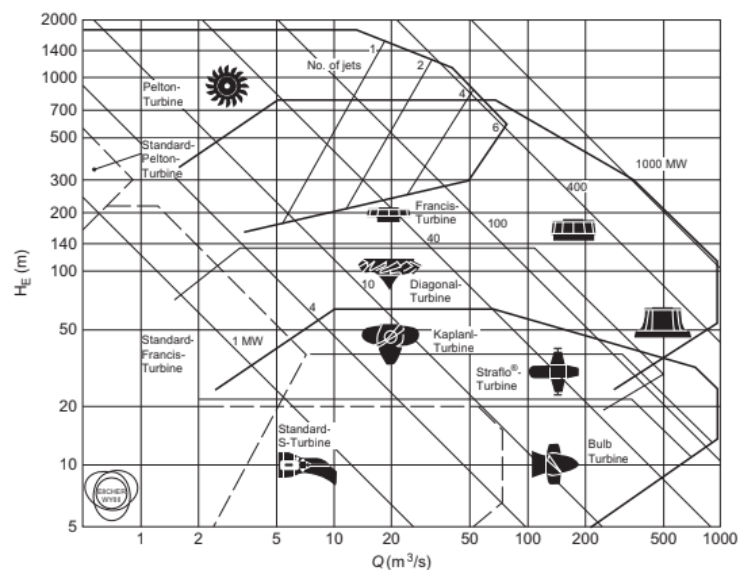 2000
1400
1000
700
500
300
200
140
100
50
20
10
5
H_E (m)
No. of jets
1
2
4
6
Pelton-
Turbine
Standard-
Pelton-
Turbine
1000 MW
400
100
40
10
4
1 MW
Francis-
Turbine
Diagonal-
Turbine
Kaplanl-
Turbine
Standard-
Francis-
Turbine
Straflo®-
Turbine
Standard-
S-Turbine
Bulb
Turbine
ESCHER
WYSS
1
2
5
10
20
50
100
200
500
1000
Q (m³/s)